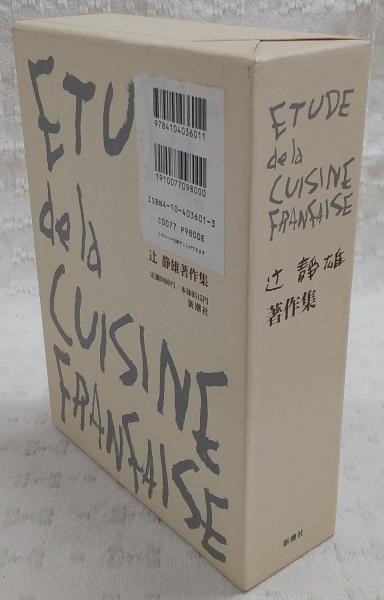 ETU
de la
CUISINE
FRANÇAISE
9784104036011
1910077098000
ISBN4-10-403601-3
C0077 P9800E
辻 静雄著作集
新潮社
ETUDE
de la
CUISINE
FRANÇAISE
辻 静雄
著作集
新潮社